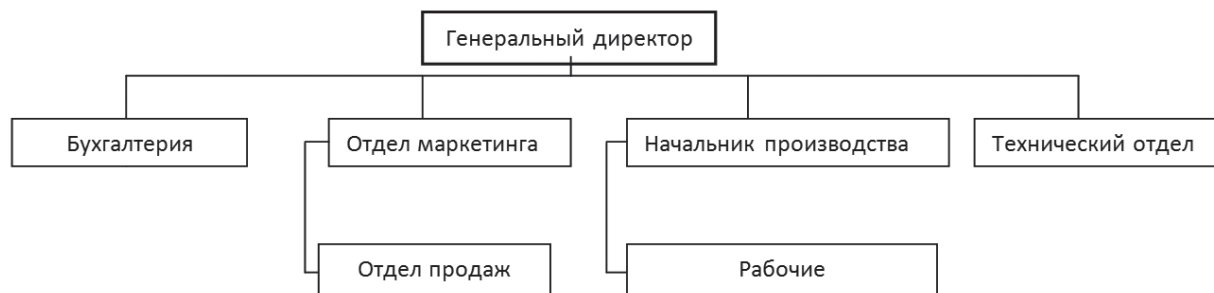 Генеральный директор
Бухгалтерия
Отдел маркетинга
Начальник производства
Технический отдел
Отдел продаж
Рабочие